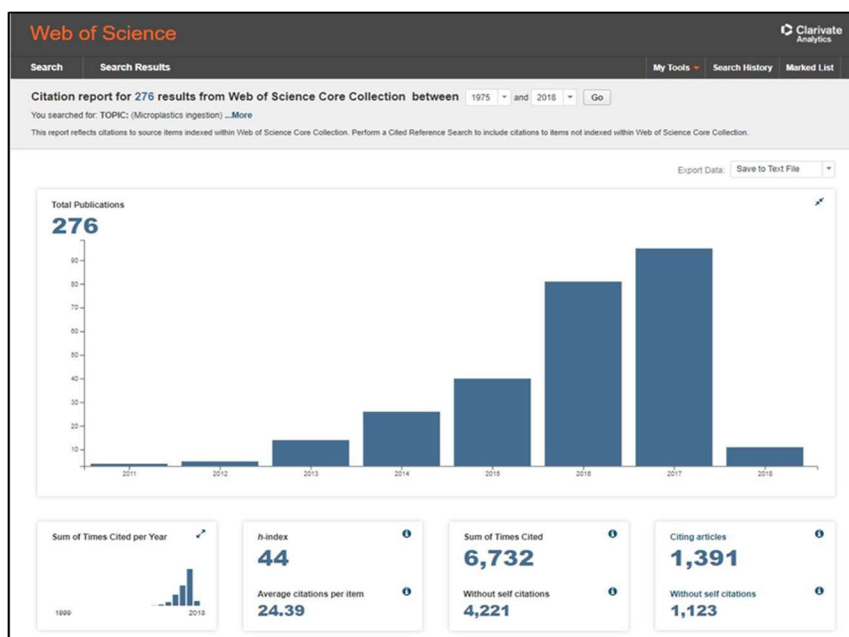 Web of Science
Clarivate
Analytics
Search Search Results My Tools Search History Marked List
Citation report for 276 results from Web of Science Core Collection between 1975 and 2018 Go
You searched for: TOPIC: (Microplastics ingestion) ...More
This report reflects citations to source items indexed within Web of Science Core Collection. Perform a Cited Reference Search to include citations to items not indexed within Web of Science Core Collection.
Export Data: Save to Text File
Total Publications
276
90
80
70
60
50
40
30
20
10
2011 2012 2013 2014 2015 2016 2017 2018
Sum of Times Cited per Year
1999 2018
h-index
44
Average citations per item
24.39
Sum of Times Cited
6,732
Without self citations
4,221
Citing articles
1,391
Without self citations
1,123